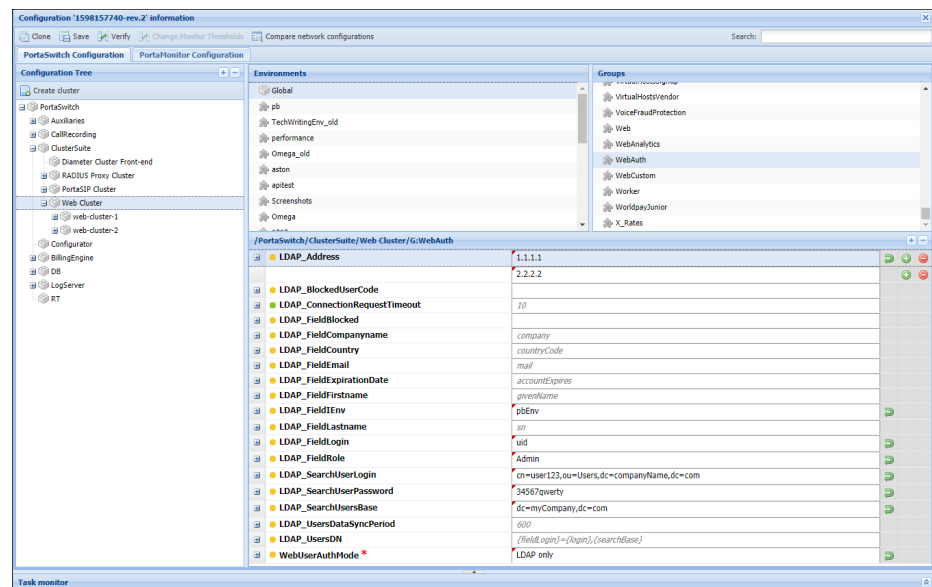 Configuration '1598157740-rev.2' information
Clone Save Verify Change Monitor Thresholds Compare network configurations Search:
PortaSwitch Configuration PortaMonitor Configuration
Configuration Tree
Create cluster
PortaSwitch
Auxiliaries
CallRecording
ClusterSuite
Diameter Cluster Front-end
RADIUS Proxy Cluster
PortaSIP Cluster
Web Cluster
web-cluster-1
web-cluster-2
Configurator
BillingEngine
DB
LogServer
RT
Environments
Global
pb
TechWritingEnv_old
performance
Omega_old
aston
apitest
Screenshots
Omega
Groups
VirtualHostsVendor
VoiceFraudProtection
Web
WebAnalytics
WebAuth
WebCustom
Worker
WorldpayJunior
X_Rates
/PortaSwitch/ClusterSuite/Web Cluster/G:WebAuth
LDAP_Address 1.1.1.1
2.2.2.2
LDAP_BlockedUserCode
LDAP_ConnectionRequestTimeout 10
LDAP_FieldBlocked
LDAP_FieldCompanyname company
LDAP_FieldCountry countryCode
LDAP_FieldEmail mail
LDAP_FieldExpirationDate accountExpires
LDAP_FieldFirstname givenName
LDAP_FieldIEnv pbEnv
LDAP_FieldLastname sn
LDAP_FieldLogin uid
LDAP_FieldRole Admin
LDAP_SearchUserLogin cn=user123,ou=Users,dc=companyName,dc=com
LDAP_SearchUserPassword 34567qwerty
LDAP_SearchUsersBase dc=myCompany,dc=com
LDAP_UsersDataSyncPeriod 600
LDAP_UsersDN {fieldLogin}={login},{searchBase}
WebUserAuthMode * LDAP only
Task monitor